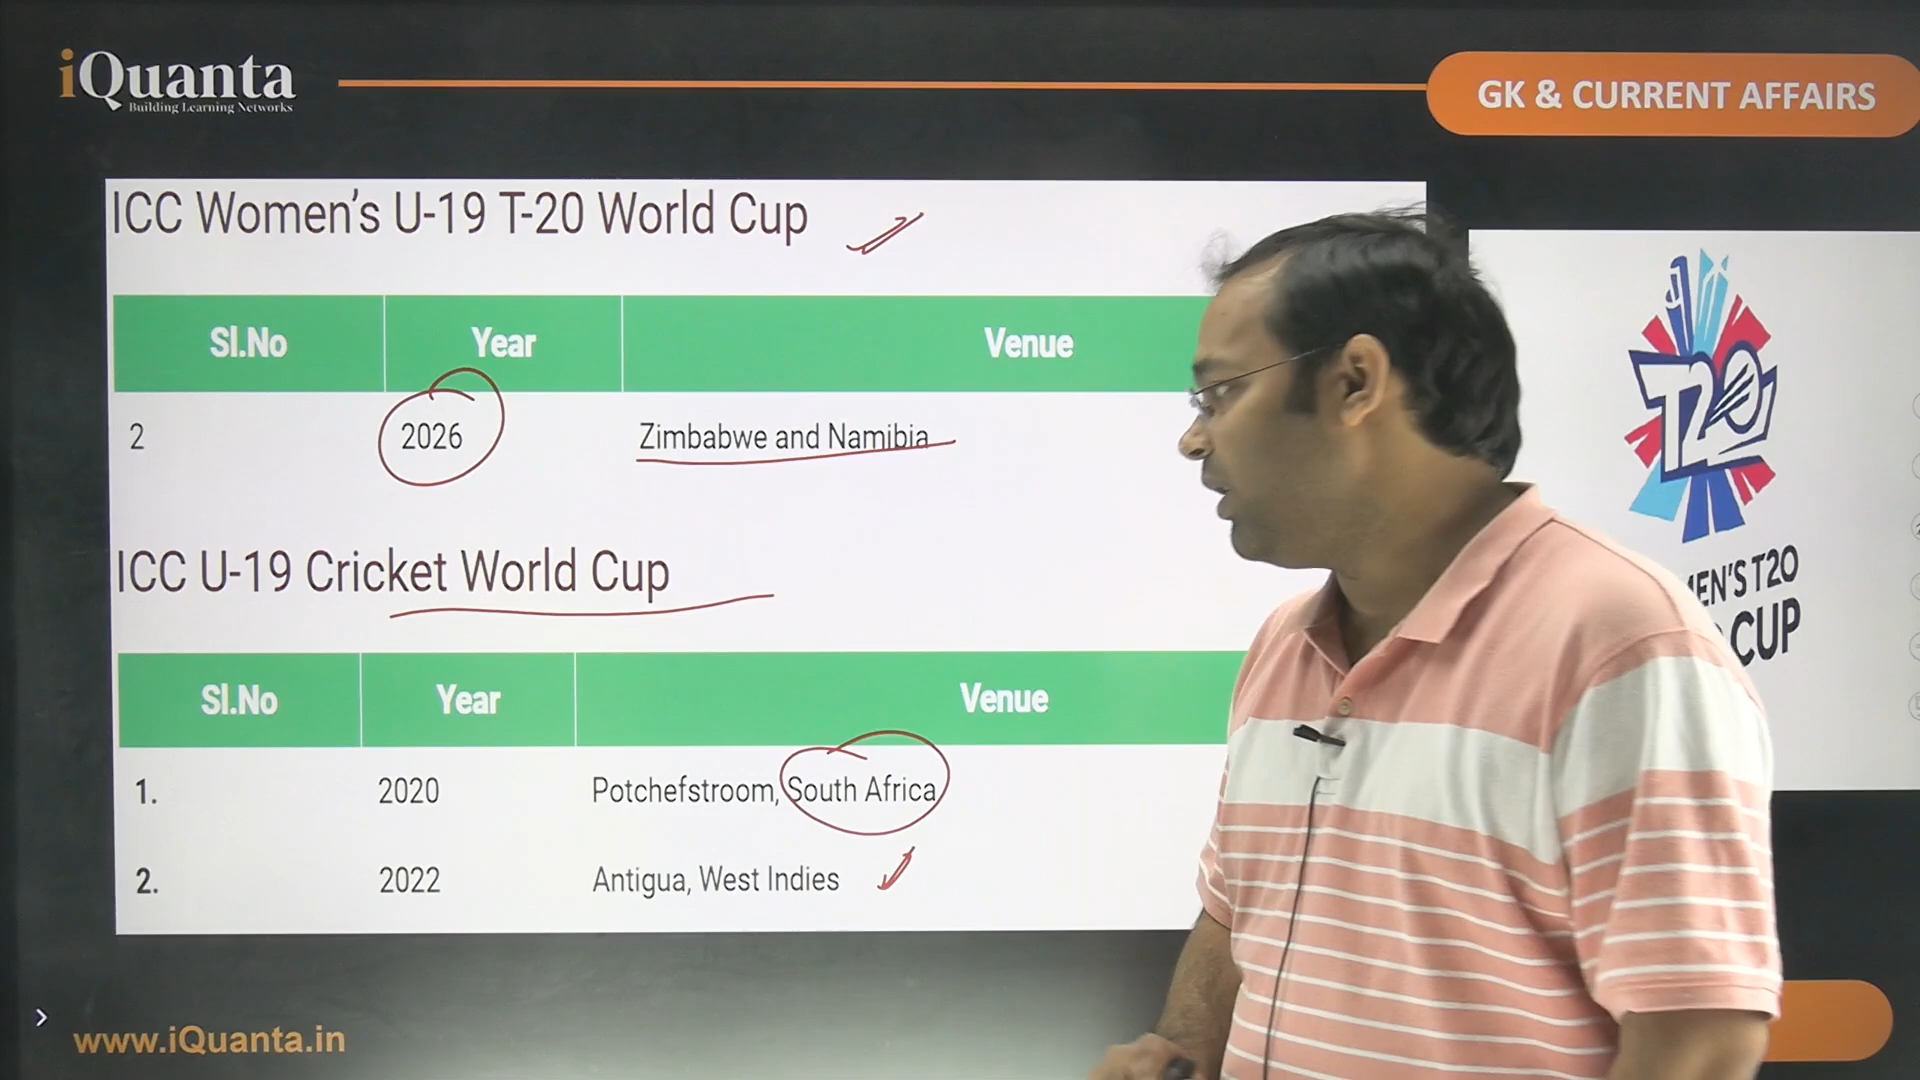 iQuanta
Building Learning Networks
GK & CURRENT AFFAIRS
ICC Women's U-19 T-20 World Cup
Sl.No Year Venue
2 2026 Zimbabwe and Namibia
ICC U-19 Cricket World Cup
Sl.No Year Venue
1. 2020 Potchefstroom, South Africa
2. 2022 Antigua, West Indies
T20
EN'S T20
CUP
www.iQuanta.in